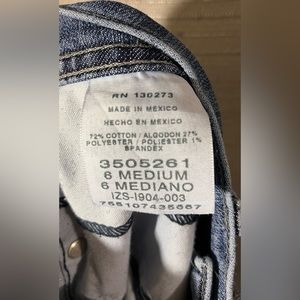 RN 130273
MADE IN MEXICO
HECHO EN MEXICO
72% COTTON / ALGODON 27%
POLYESTER / POLIESTER 1%
SPANDEX
3505261
6 MEDIUM
6 MEDIANO
IZS-I904-003